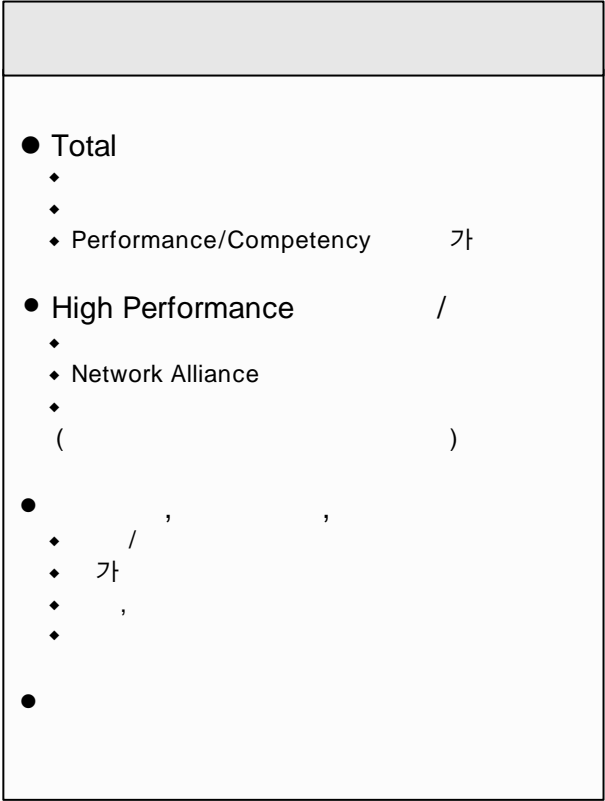 ● Total
◆
◆
◆ Performance/Competency 가
● High Performance /
◆
◆ Network Alliance
◆
( )
● , ,
◆ /
◆ 가
◆ ,
◆
●